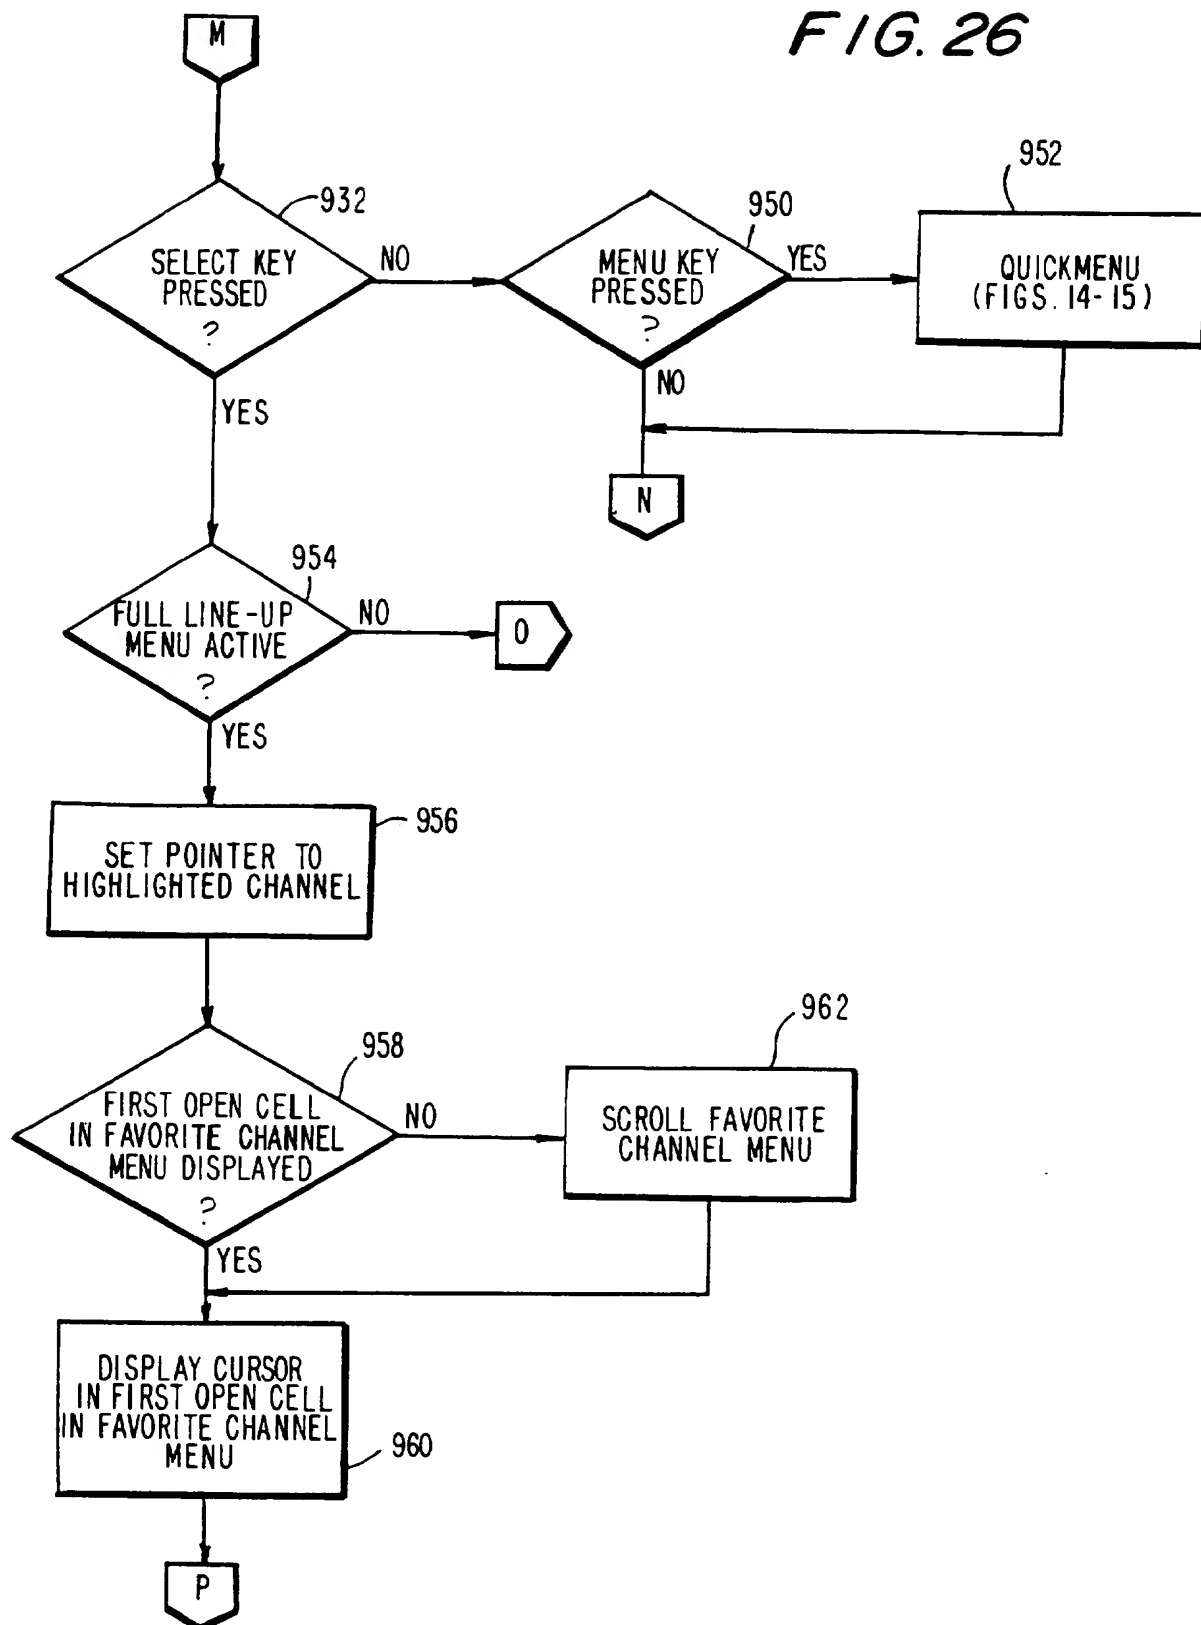 FIG. 26
M
932
SELECT KEY
PRESSED
?
NO
YES
950
MENU KEY
PRESSED
?
YES
NO
952
QUICKMENU
(FIGS. 14-15)
N
954
FULL LINE-UP
MENU ACTIVE
?
NO
O
YES
956
SET POINTER TO
HIGHLIGHTED CHANNEL
958
FIRST OPEN CELL
IN FAVORITE CHANNEL
MENU DISPLAYED
?
NO
YES
962
SCROLL FAVORITE
CHANNEL MENU
DISPLAY CURSOR
IN FIRST OPEN CELL
IN FAVORITE CHANNEL
MENU
960
P